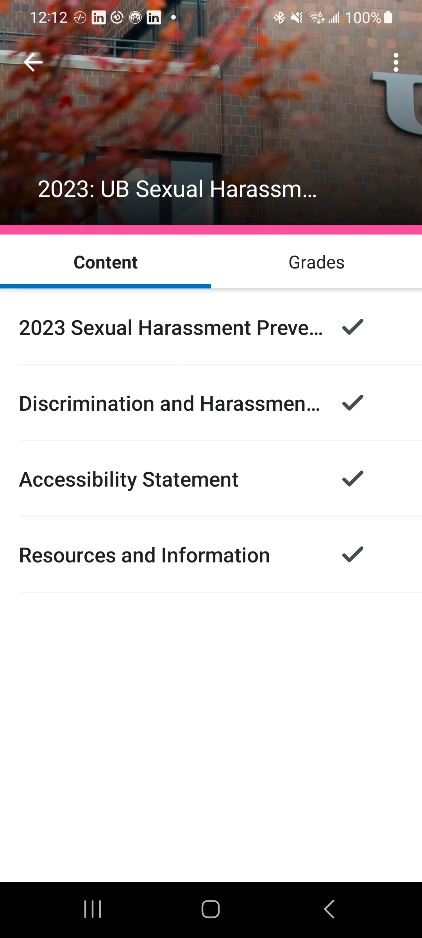 12:12
100%
2023: UB Sexual Harassm...
Content
Grades
2023 Sexual Harassment Preve...
Discrimination and Harassmen...
Accessibility Statement
Resources and Information